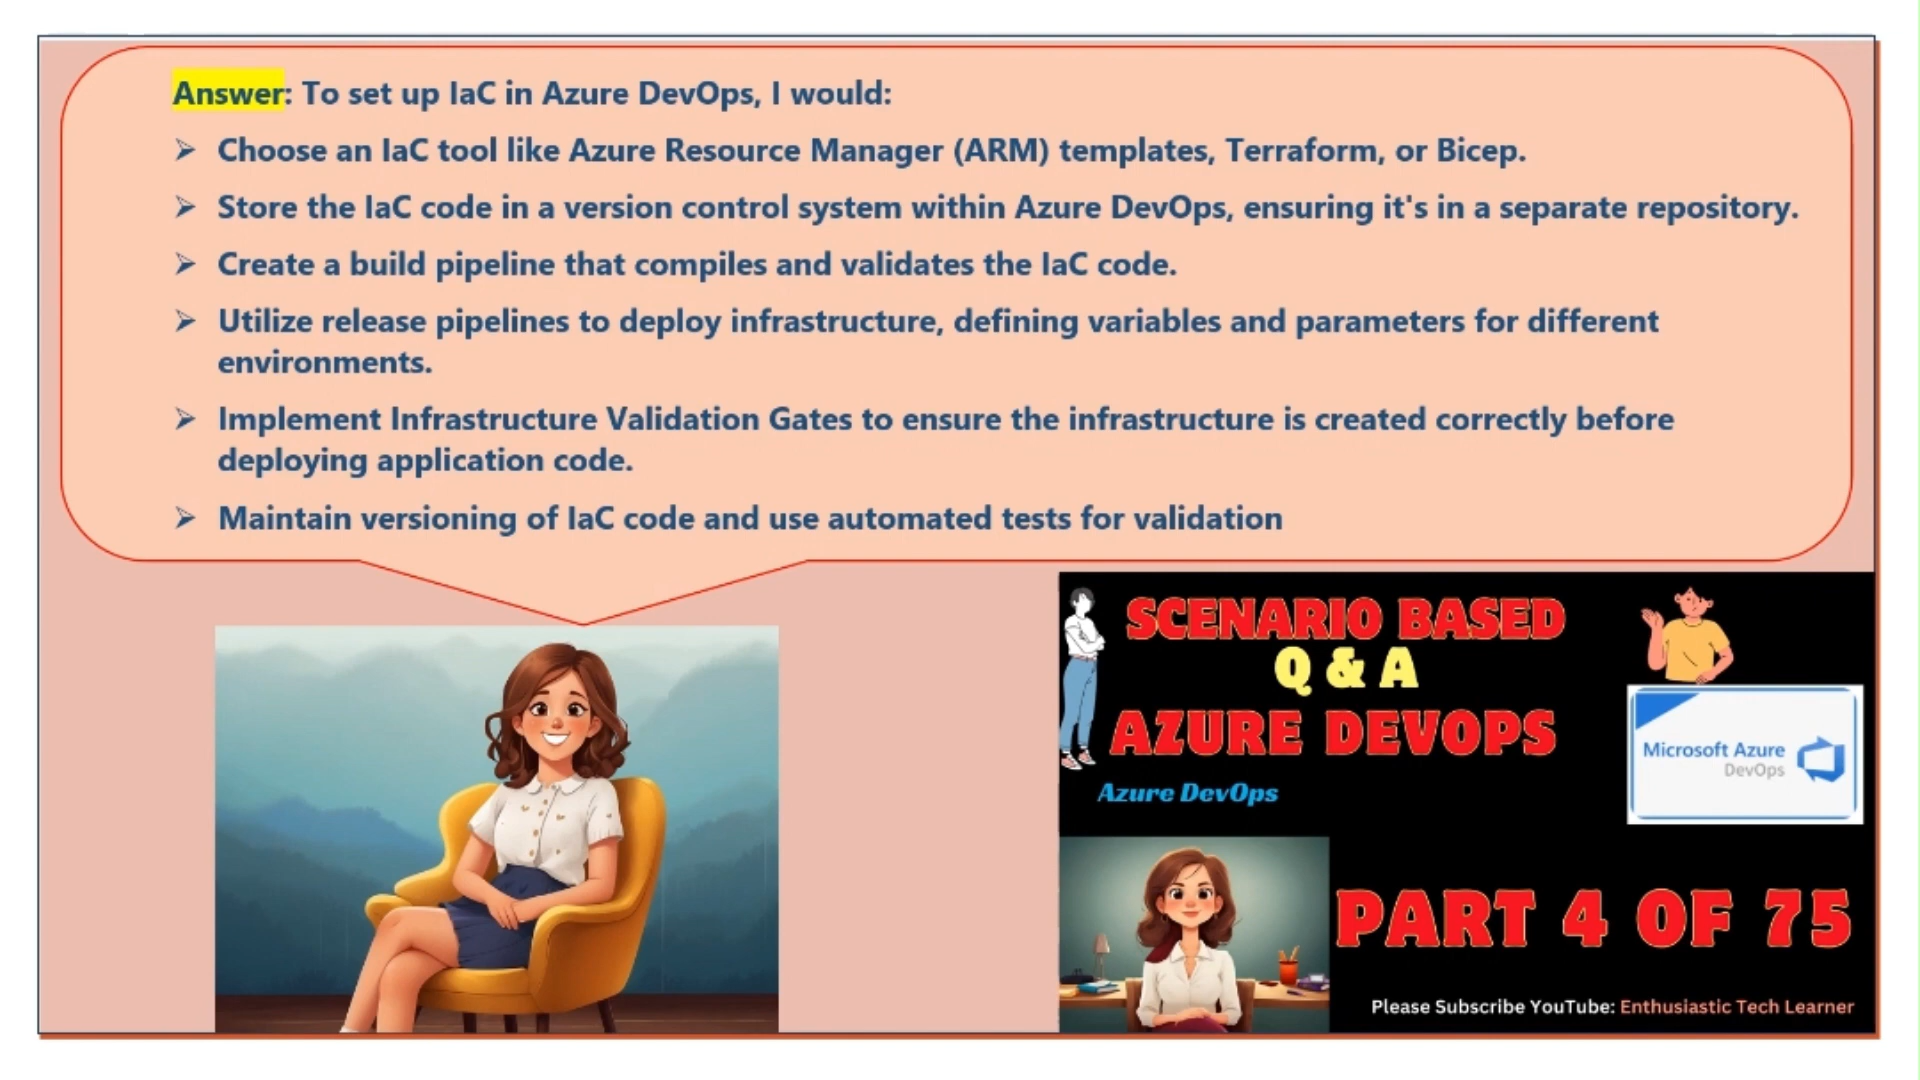 Answer: To set up IaC in Azure DevOps, I would:
➢ Choose an IaC tool like Azure Resource Manager (ARM) templates, Terraform, or Bicep.
➢ Store the IaC code in a version control system within Azure DevOps, ensuring it's in a separate repository.
➢ Create a build pipeline that compiles and validates the IaC code.
➢ Utilize release pipelines to deploy infrastructure, defining variables and parameters for different
environments.
➢ Implement Infrastructure Validation Gates to ensure the infrastructure is created correctly before
deploying application code.
➢ Maintain versioning of IaC code and use automated tests for validation
SCENARIO BASED
Q & A
AZURE DEVOPS
Azure DevOps
Microsoft Azure
DevOps
PART 4 OF 75
Please Subscribe YouTube: Enthusiastic Tech Learner